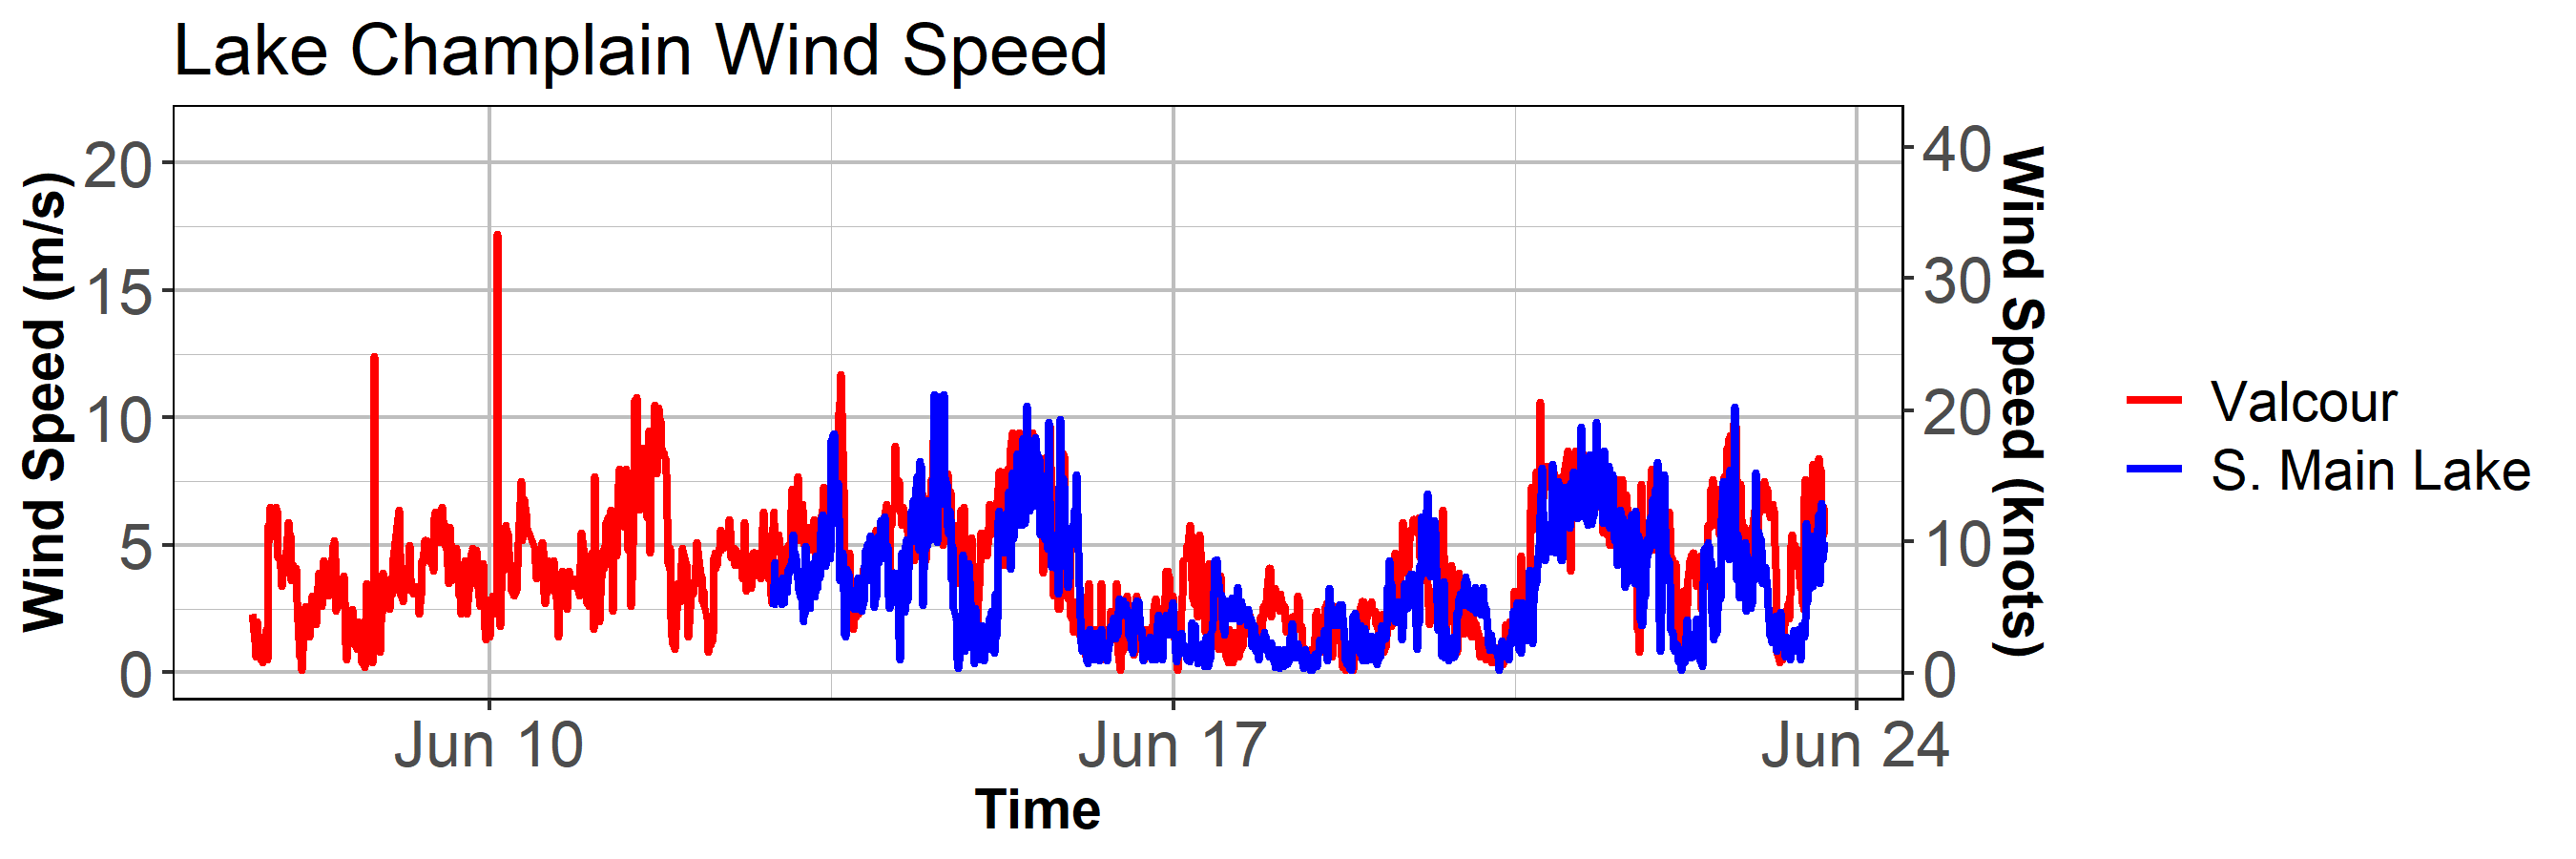 Lake Champlain Wind Speed
Wind Speed (m/s)
20
15
10
5
0
40
30
20
10
0
Wind Speed (knots)
Jun 10
Jun 17
Jun 24
Time
Valcour
S. Main Lake